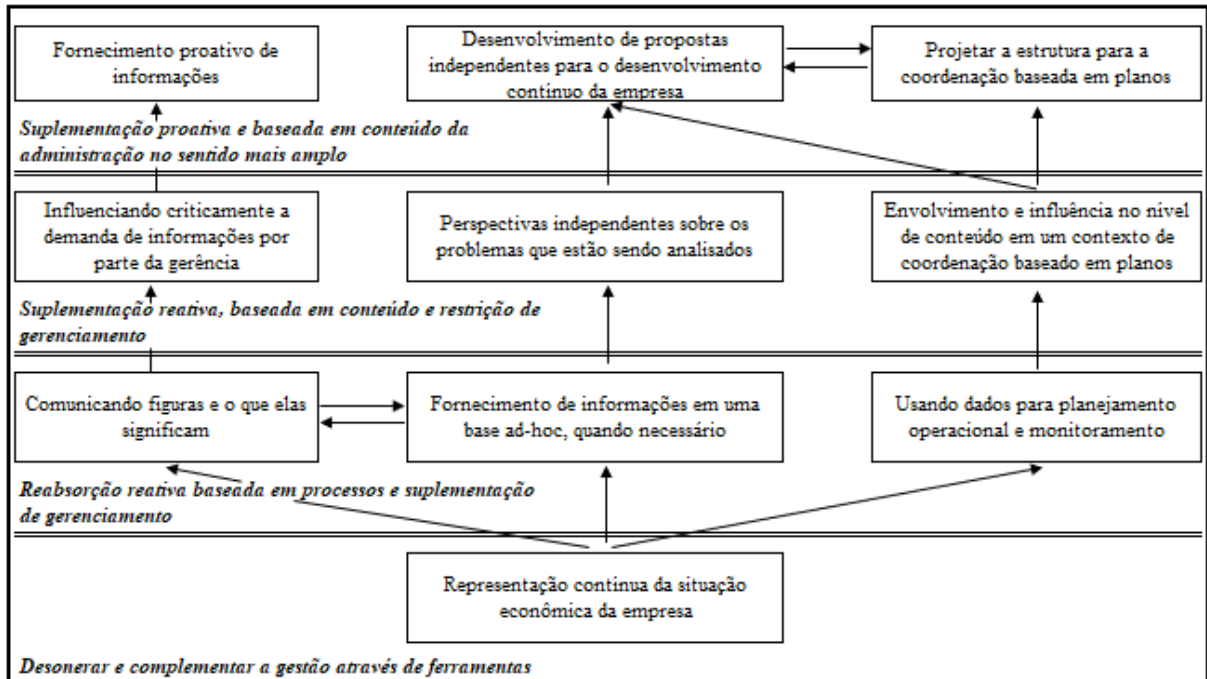 Fornecimento proativo de
informações
Desenvolvimento de propostas
independentes para o desenvolvimento
continuo da empresa
Projetar a estrutura para a
coordenação baseada em planos
Suplementação proativa e baseada em conteúdo da
administração no sentido mais amplo
Influenciando criticamente a
demanda de informações por
parte da gerência
Perspectivas independentes sobre os
problemas que estão sendo analisados
Envolvimento e influência no nível
de conteúdo em um contexto de
coordenação baseado em planos
Suplementação reativa, baseada em conteúdo e restrição de
gerenciamento
Comunicando figuras e o que elas
significam
Fornecimento de informações em uma
base ad-hoc, quando necessário
Usando dados para planejamento
operacional e monitoramento
Reabsorção reativa baseada em processos e suplementação
de gerenciamento
Representação continua da situação
econômica da empresa
Desonerar e complementar a gestão através de ferramentas